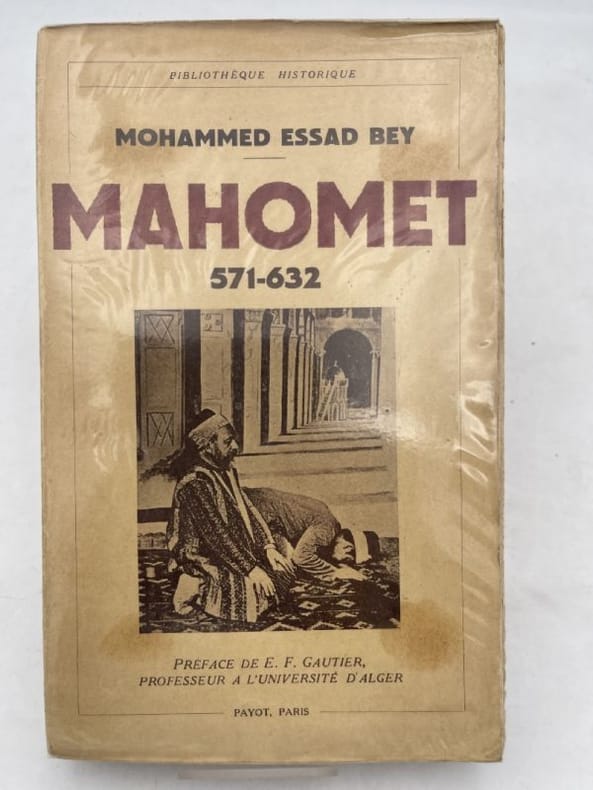 BIBLIOTHÈQUE HISTORIQUE
MOHAMMED ESSAD BEY
MAHOMET
571-632
PRÉFACE DE E. F. GAUTIER,
PROFESSEUR A L'UNIVERSITÉ D'ALGER
PAYOT, PARIS